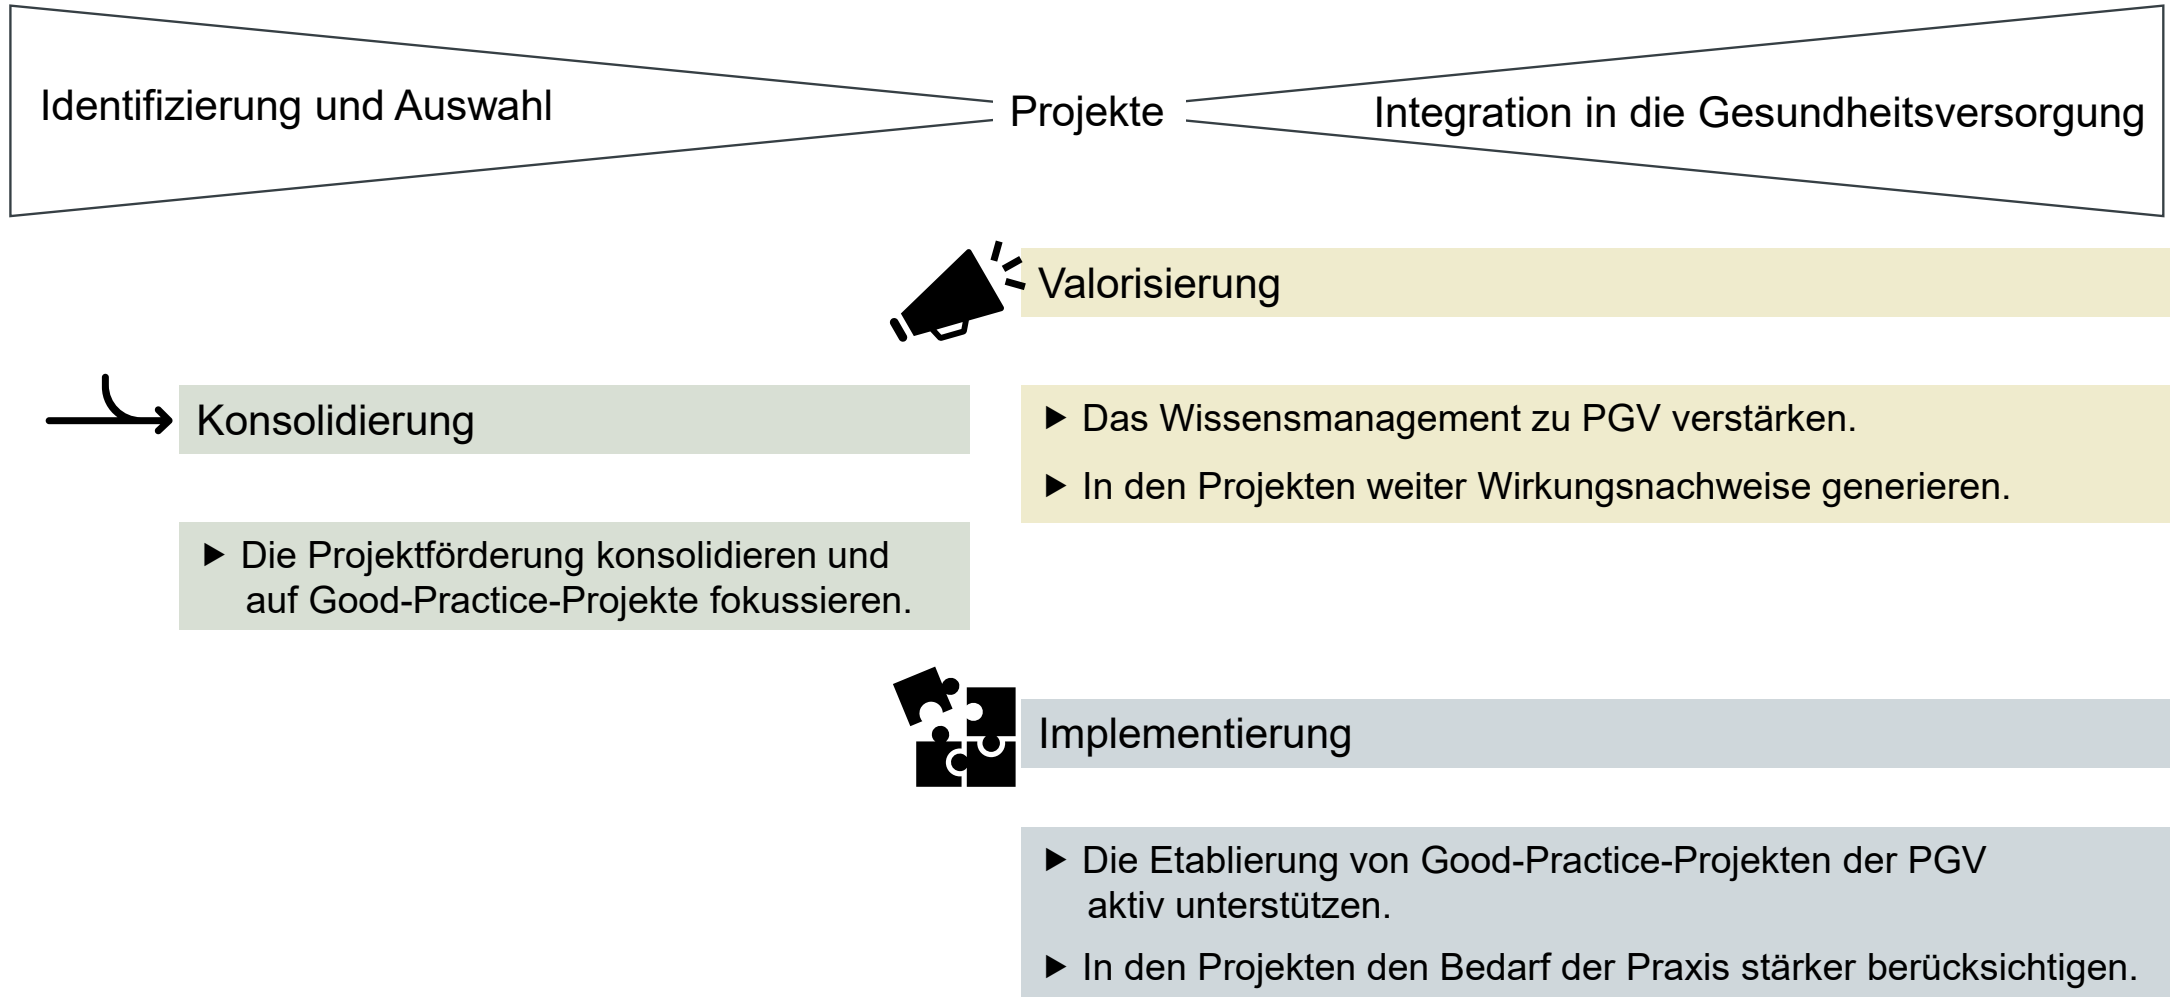 Identifizierung und Auswahl
Projekte
Integration in die Gesundheitsversorgung
Valorisierung
▶ Das Wissensmanagement zu PGV verstärken.
▶ In den Projekten weiter Wirkungsnachweise generieren.
Konsolidierung
▶ Die Projektförderung konsolidieren und
auf Good-Practice-Projekte fokussieren.
Implementierung
▶ Die Etablierung von Good-Practice-Projekten der PGV
aktiv unterstützen.
▶ In den Projekten den Bedarf der Praxis stärker berücksichtigen.